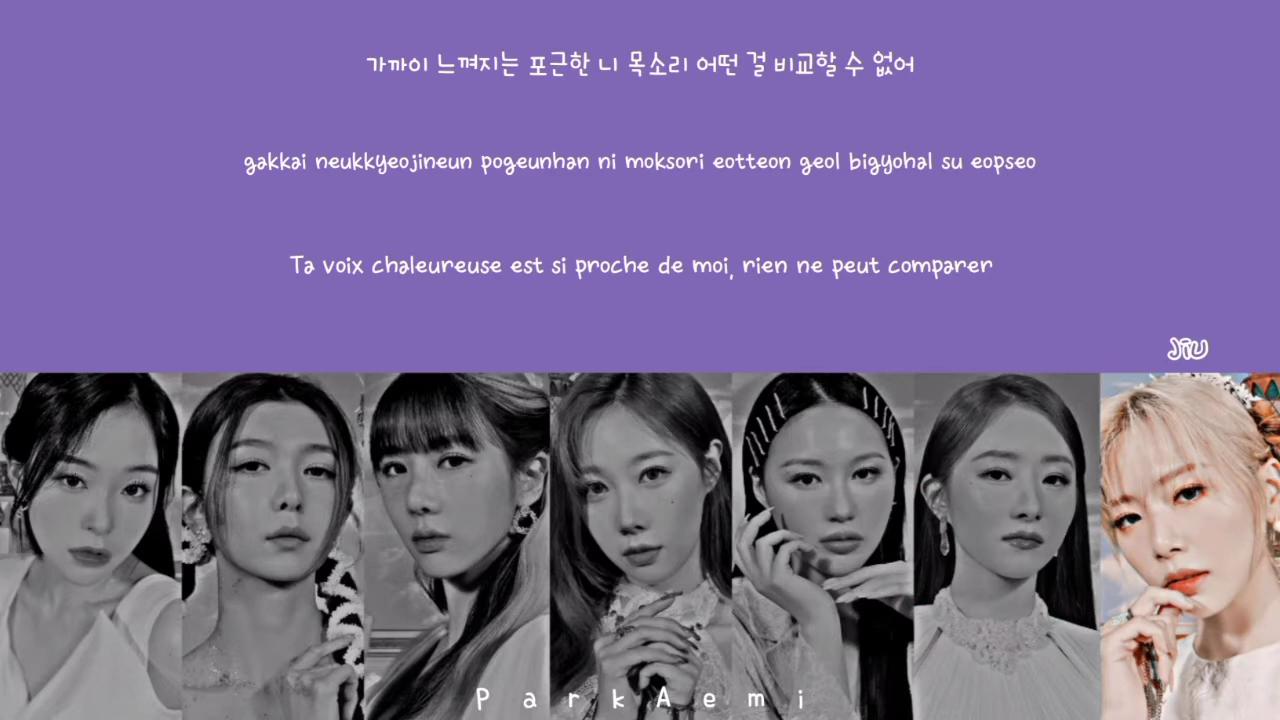 가까이 느껴지는 포근한 니 목소리 어떤 걸 비교할 수 없어
gakkai neukkyeojineun pogeunhan ni moksori eotteon geol bigyohal su eopseo
Ta voix chaleureuse est si proche de moi, rien ne peut comparer
JiU
ParkAemi